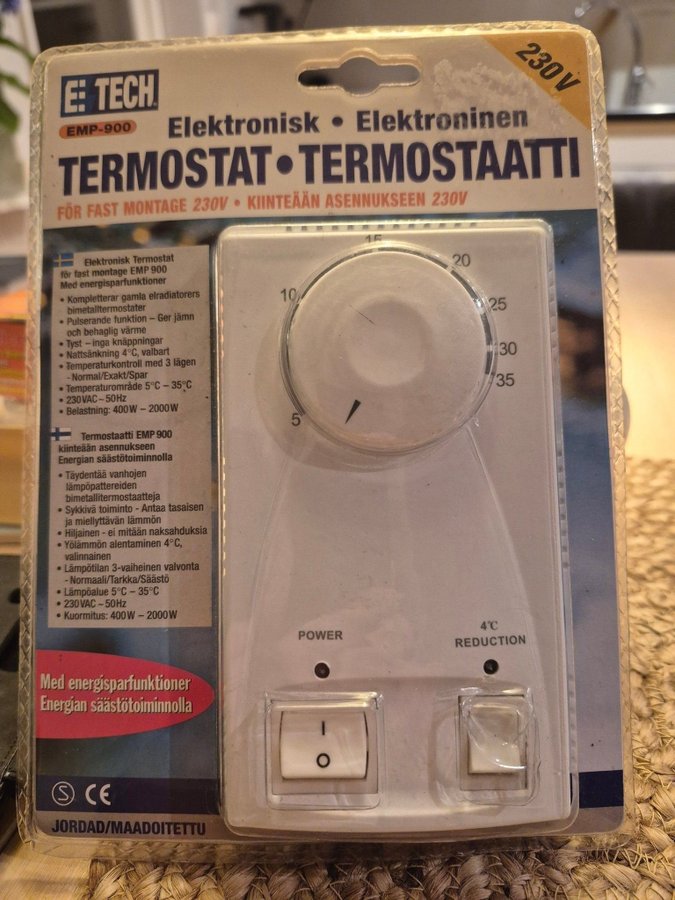 E TECH
230V
EMP-900
Elektronisk • Elektroninen
TERMOSTAT • TERMOSTAATTI
FÖR FAST MONTAGE 230V • KIINTEÄÄN ASENNUKSEEN 230V
Elektronisk Termostat
för fast montage EMP 900
Med energisparfunktioner
• Kompletterar gamla elradiatorers
bimetalltermostater
• Pulserande funktion – Ger jämn
och behaglig värme
• Tyst – inga knäppningar
• Nattsänkning 4°C, valbart
• Temperaturkontroll med 3 lägen
-Normal/Exakt/Spar
• Temperaturområde 5°C – 35°C
• 230VAC ~ 50Hz
• Belastning: 400W – 2000W
Termostaatti EMP 900
kiinteään asennukseen
Energian säästötoiminnolla
• Täydentää vanhojen
lämpöpattereiden
bimetallitermostaatteja
• Sykkivä toiminto - Antaa tasaisen
ja miellyttävän lämmön
• Hiljainen - ei mitään naksahduksia
• Yölämmön alentaminen 4°C,
valinnainen
• Lämpötilan 3-vaiheinen valvonta
-Normaali/Tarkka/Säästö
• Lämpöalue 5°C – 35°C
• 230VAC ~ 50Hz
• Kuormitus: 400W – 2000W
5
10
15
20
25
30
35
POWER
4℃
REDUCTION
I
O
Med energisparfunktioner
Energian säästötoiminnolla
S CE
JORDAD/MAADOITETTU